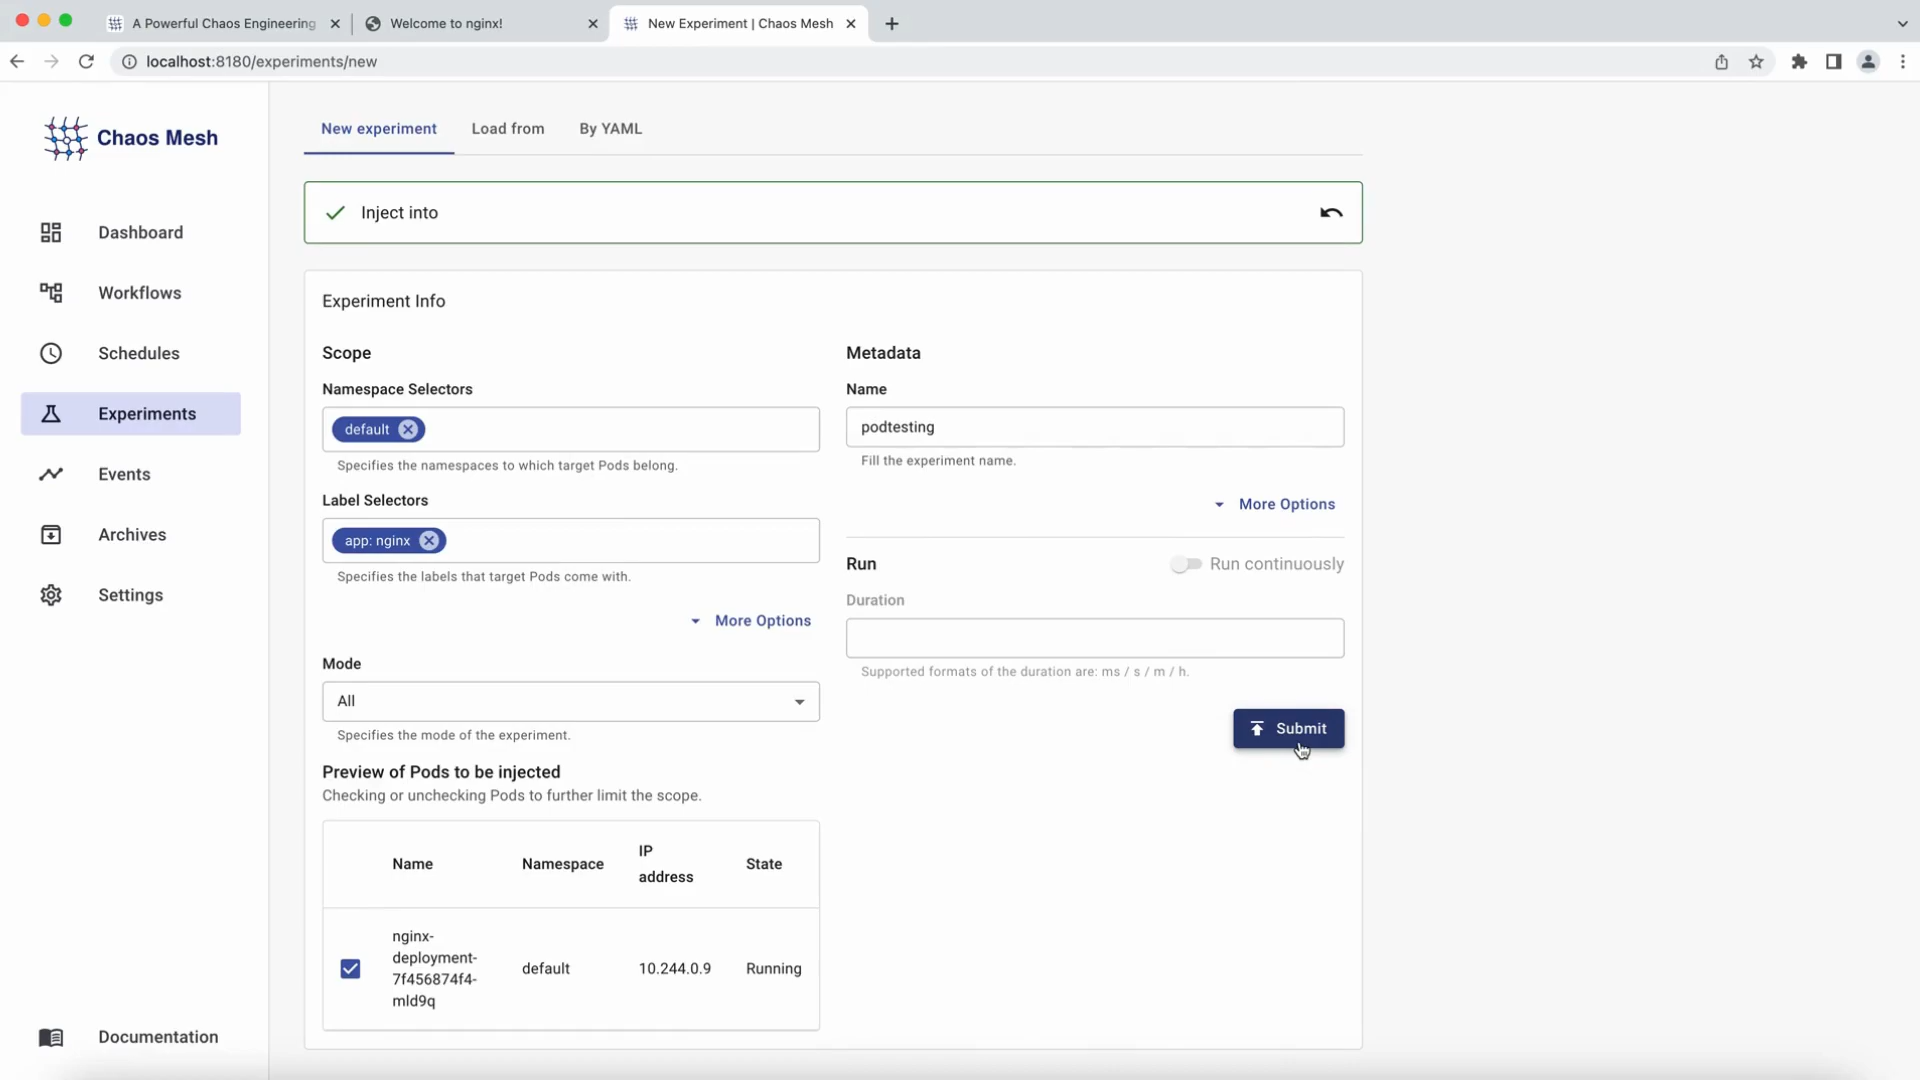 A Powerful Chaos Engineering
Welcome to nginx!
New Experiment | Chaos Mesh
localhost:8180/experiments/new
Chaos Mesh
Dashboard
Workflows
Schedules
Experiments
Events
Archives
Settings
Documentation
New experiment
Load from
By YAML
Inject into
Experiment Info
Scope
Namespace Selectors
default
Specifies the namespaces to which target Pods belong.
Label Selectors
app: nginx
Specifies the labels that target Pods come with.
More Options
Mode
All
Specifies the mode of the experiment.
Preview of Pods to be injected
Checking or unchecking Pods to further limit the scope.
Name
Namespace
IP
address
State
nginx-
deployment-
7f456874f4-
mld9q
default
10.244.0.9
Running
Metadata
Name
podtesting
Fill the experiment name.
More Options
Run
Run continuously
Duration
Supported formats of the duration are: ms / s / m / h.
Submit